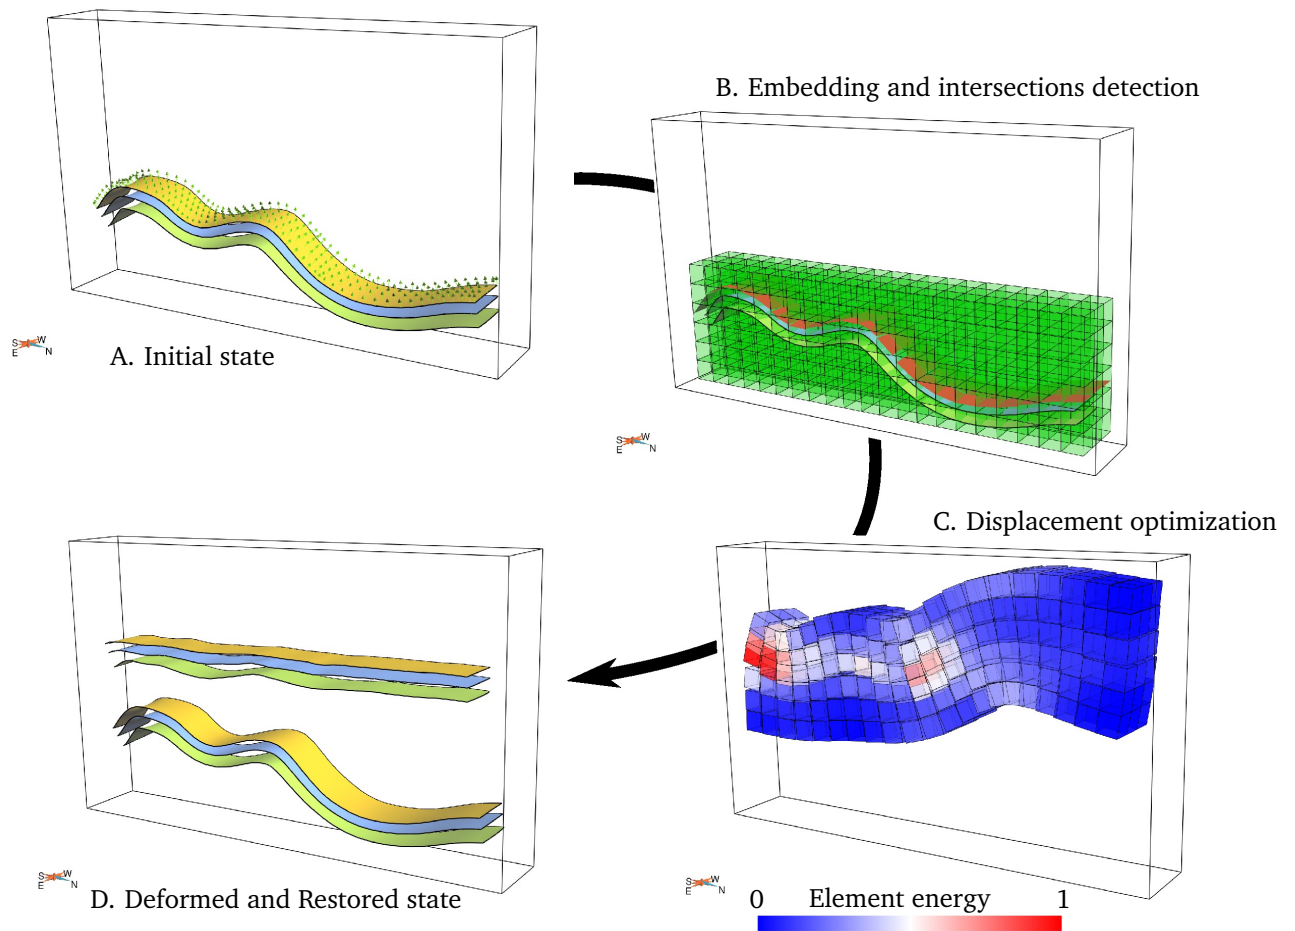 B. Embedding and intersections detection
S W
E N
A. Initial state
S W
E N
C. Displacement optimization
S W
E N
D. Deformed and Restored state
S W
E N
0 Element energy 1